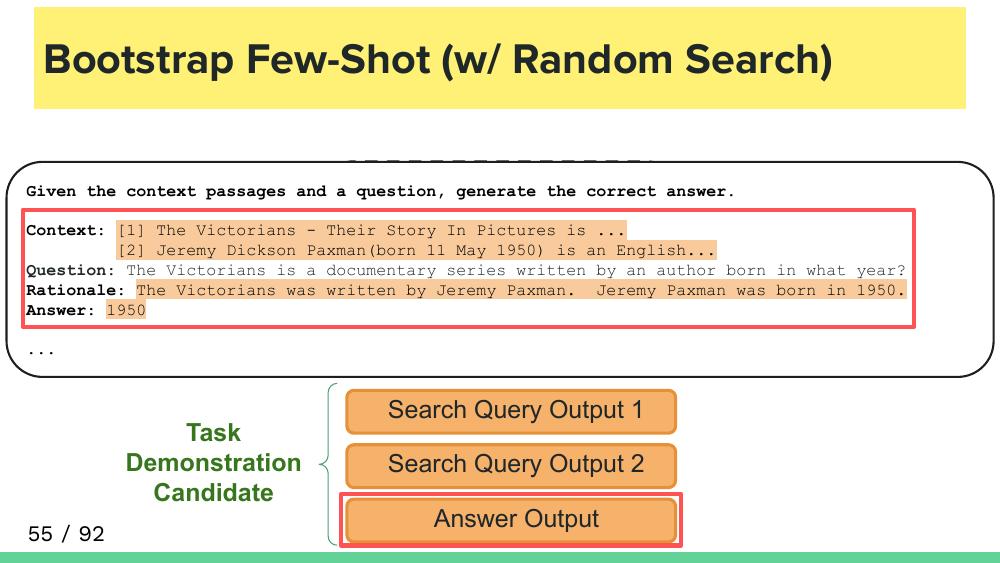 Bootstrap Few-Shot (w/ Random Search)
Given the context passages and a question, generate the correct answer.
Context: [1] The Victorians - Their Story In Pictures is ...
[2] Jeremy Dickson Paxman(born 11 May 1950) is an English...
Question: The Victorians is a documentary series written by an author born in what year?
Rationale: The Victorians was written by Jeremy Paxman.  Jeremy Paxman was born in 1950.
Answer: 1950
...
Task
Demonstration
Candidate
Search Query Output 1
Search Query Output 2
Answer Output
55 / 92